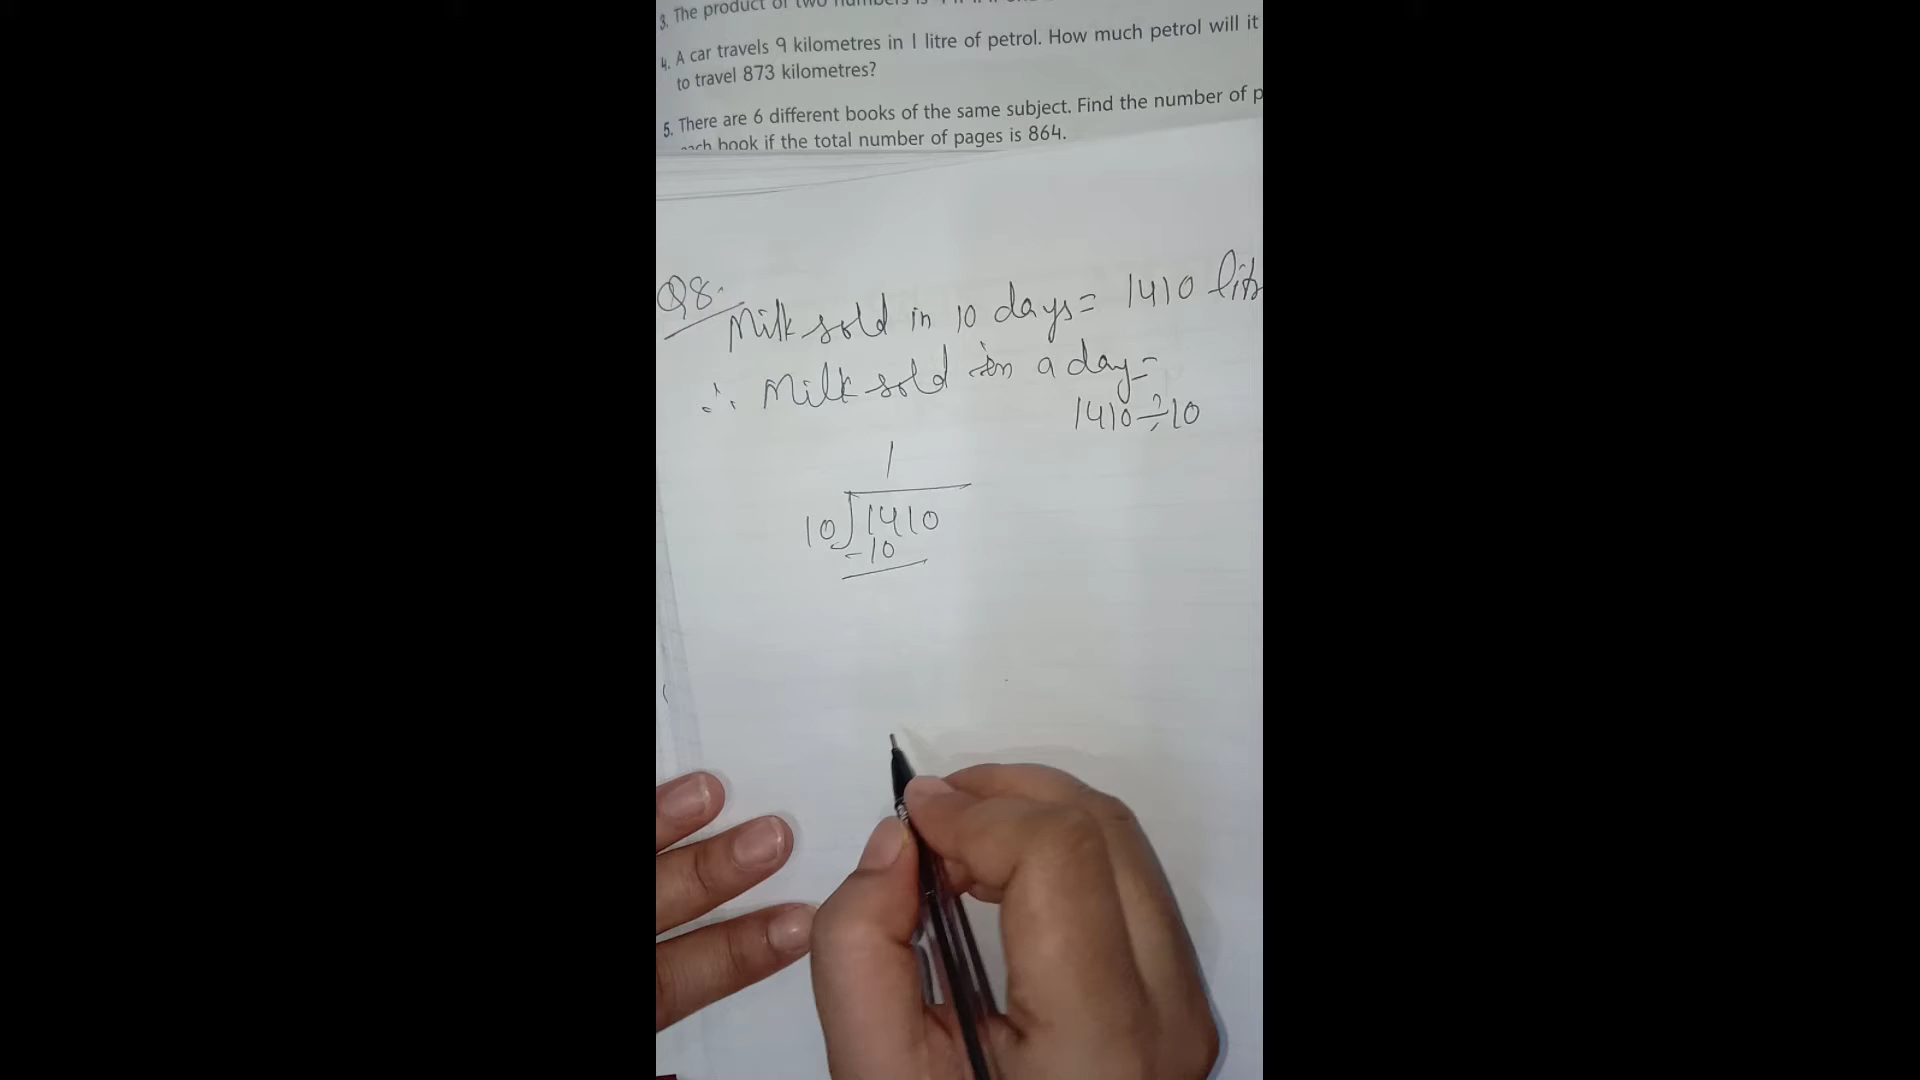 3. The product of two numbers is
4. A car travels 9 kilometres in 1 litre of petrol. How much petrol will it
to travel 873 kilometres?
5. There are 6 different books of the same subject. Find the number of p
each book if the total number of pages is 864.
Q8.
Milk sold in 10 days = 1410 lit
∴ Milk sold in a day =
1410÷10
1
10 1410
-10